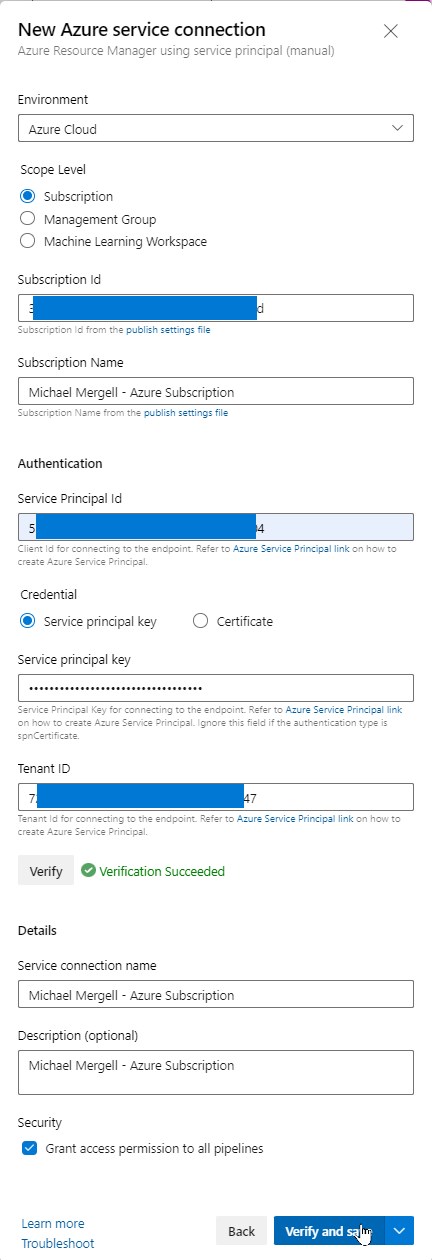 New Azure service connection
Azure Resource Manager using service principal (manual)
Environment
Azure Cloud
Scope Level
Subscription
Management Group
Machine Learning Workspace
Subscription Id
3 d
Subscription Id from the publish settings file
Subscription Name
Michael Mergell - Azure Subscription
Subscription Name from the publish settings file
Authentication
Service Principal Id
5 4
Client Id for connecting to the endpoint. Refer to Azure Service Principal link on how to
create Azure Service Principal.
Credential
Service principal key Certificate
Service principal key
••••••••••••••••••••••••••••••••••
Service Principal Key for connecting to the endpoint. Refer to Azure Service Principal link
on how to create Azure Service Principal. Ignore this field if the authentication type is
spnCertificate.
Tenant ID
7 47
Tenant Id for connecting to the endpoint. Refer to Azure Service Principal link on how to
create Azure Service Principal.
Verify Verification Succeeded
Details
Service connection name
Michael Mergell - Azure Subscription
Description (optional)
Michael Mergell - Azure Subscription
Security
Grant access permission to all pipelines
Learn more
Back Verify and
Troubleshoot